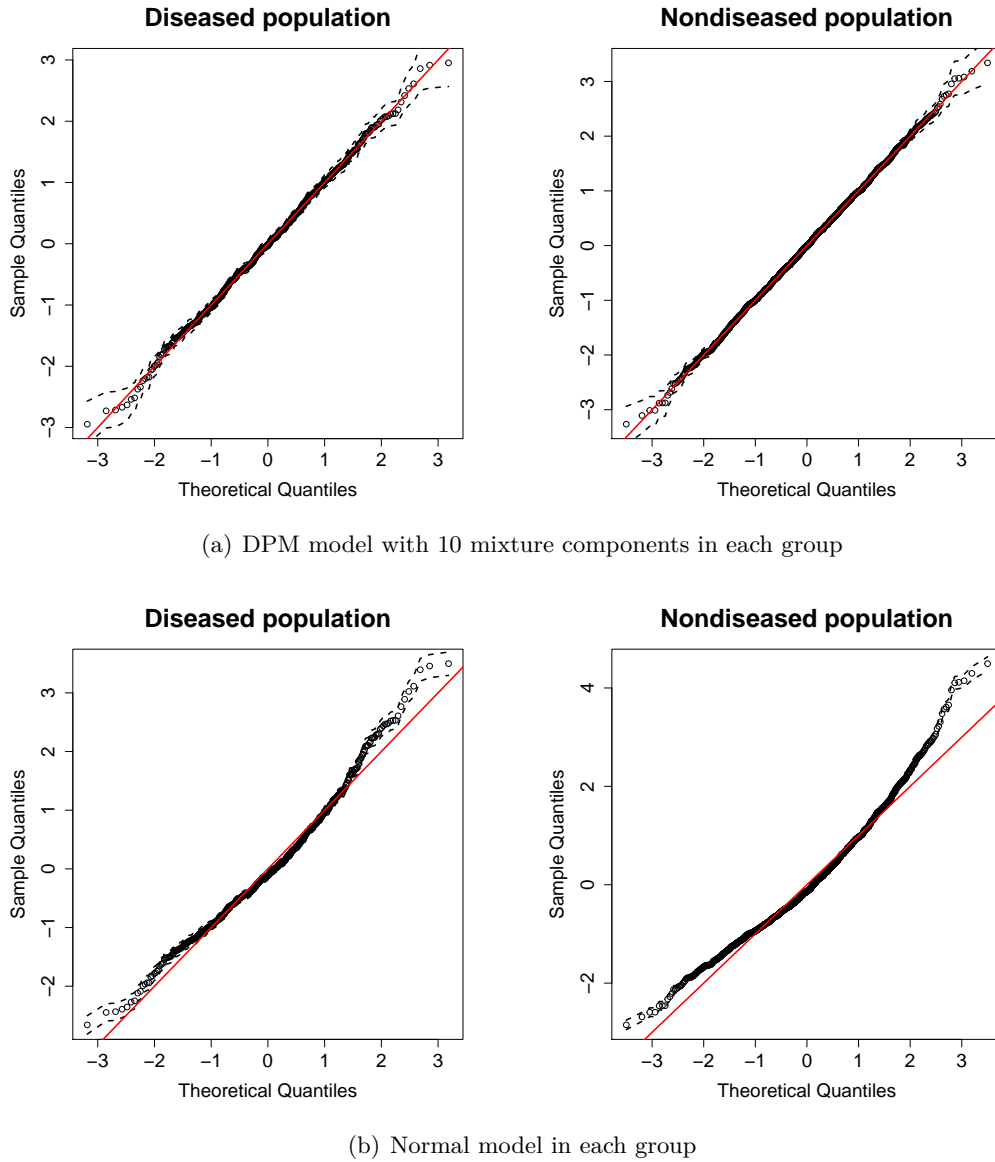 Diseased population
Nondiseased population
Sample Quantiles
3
2
1
0
−1
−2
−3
−3 −2 −1 0 1 2 3
Theoretical Quantiles
Sample Quantiles
3
2
1
0
−1
−2
−3
−3 −2 −1 0 1 2 3
Theoretical Quantiles
(a) DPM model with 10 mixture components in each group
Diseased population
Nondiseased population
Sample Quantiles
3
2
1
0
−1
−2
−3 −2 −1 0 1 2 3
Theoretical Quantiles
Sample Quantiles
4
2
0
−2
−3 −2 −1 0 1 2 3
Theoretical Quantiles
(b) Normal model in each group